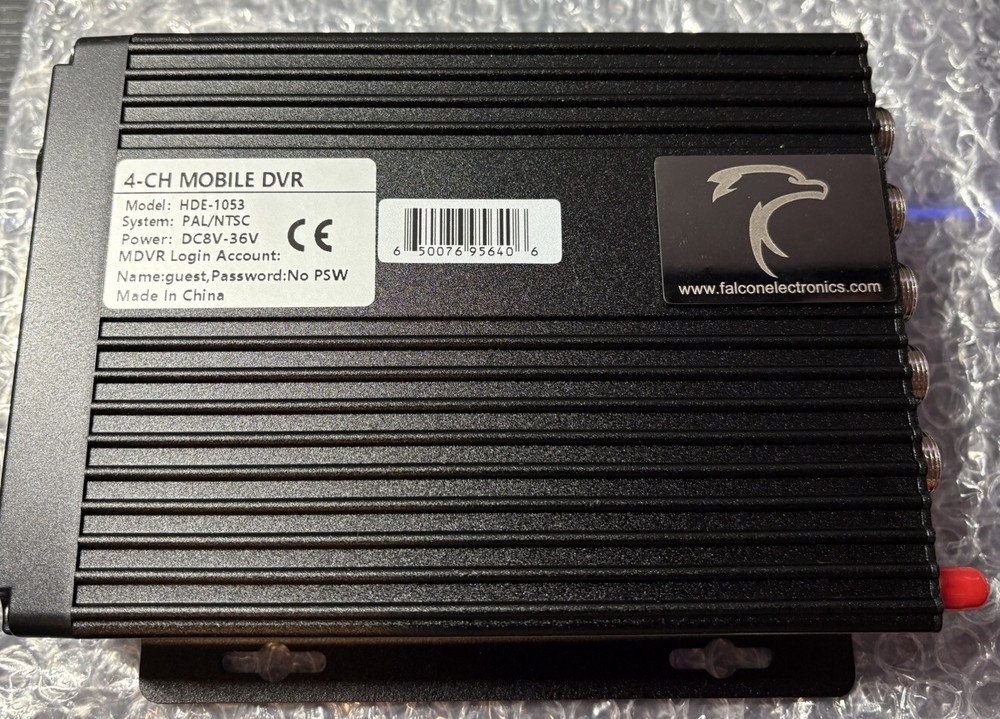 4-CH MOBILE DVR
Model: HDE-1053
System: PAL/NTSC
Power: DC8V-36V
CE
MDVR Login Account:
Name:guest,Password:No PSW
Made In China
6 50076 95640 6
www.falconelectronics.com